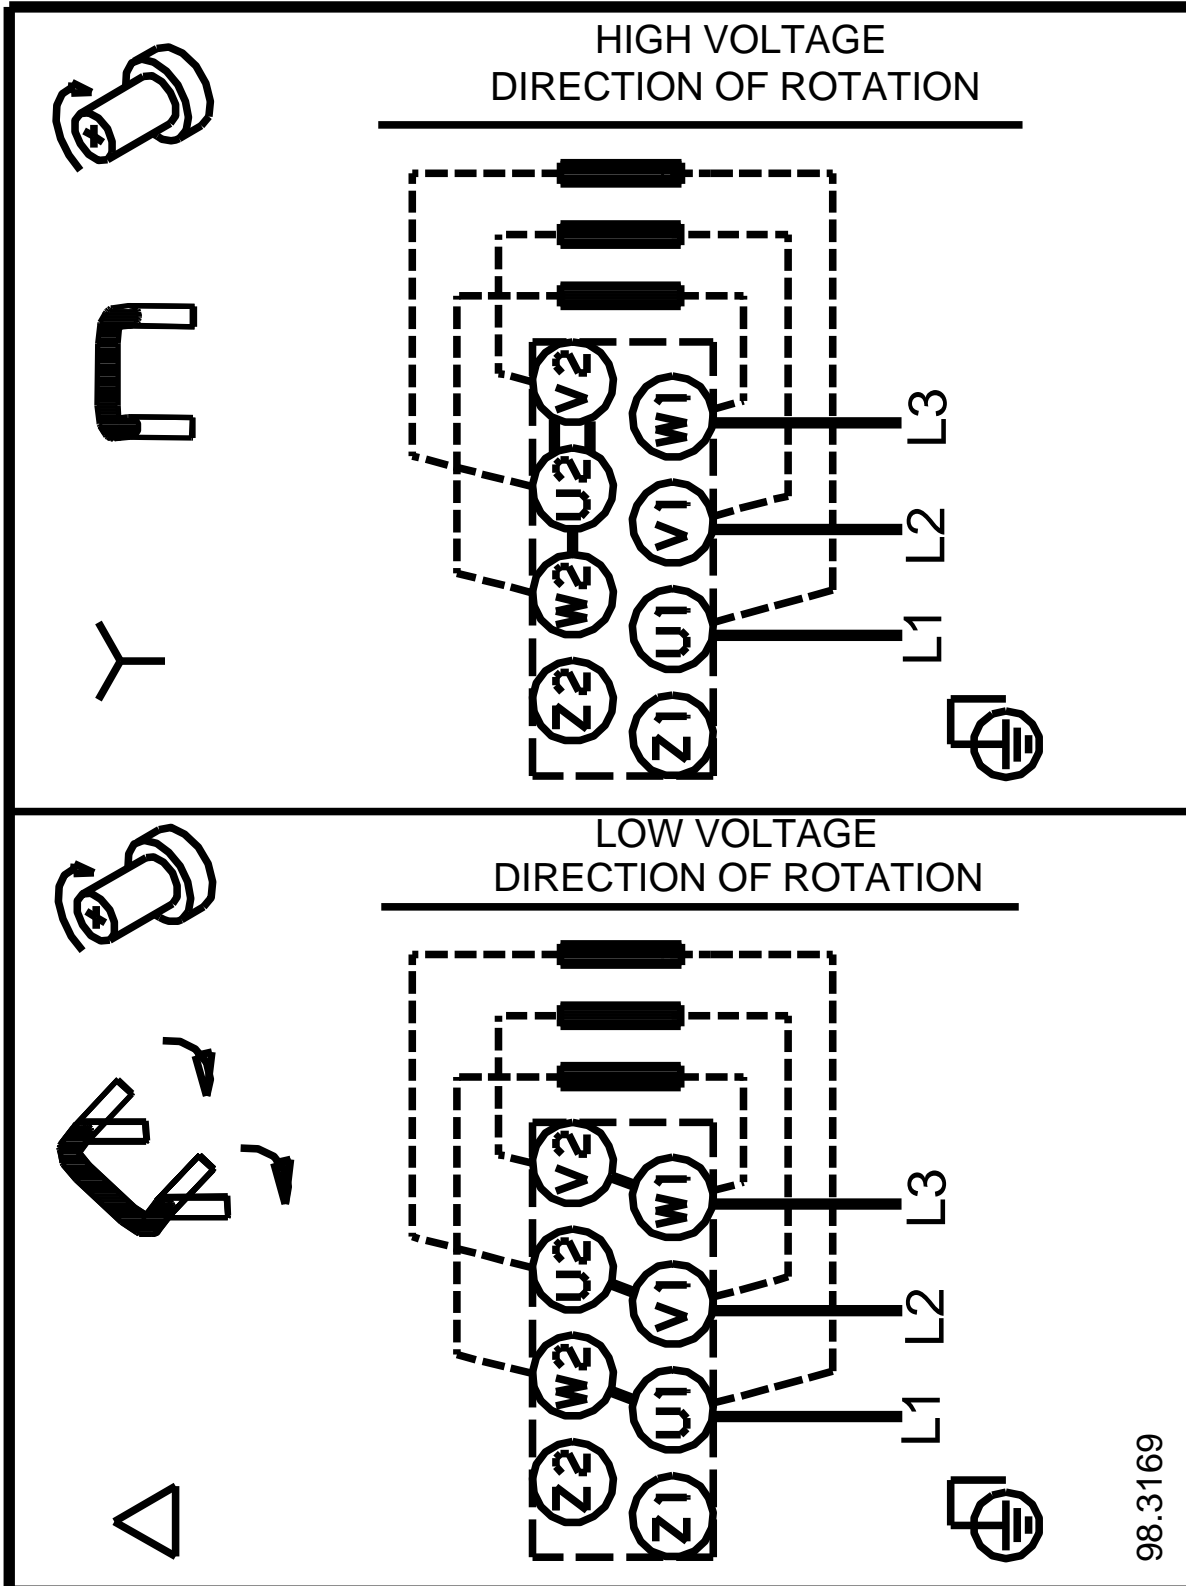 HIGH VOLTAGE
DIRECTION OF ROTATION
V2
W1
L3
U2
V1
L2
W2
U1
L1
Z2
Z1
LOW VOLTAGE
DIRECTION OF ROTATION
V2
W1
L3
U2
V1
L2
W2
U1
L1
Z2
Z1
98.3169